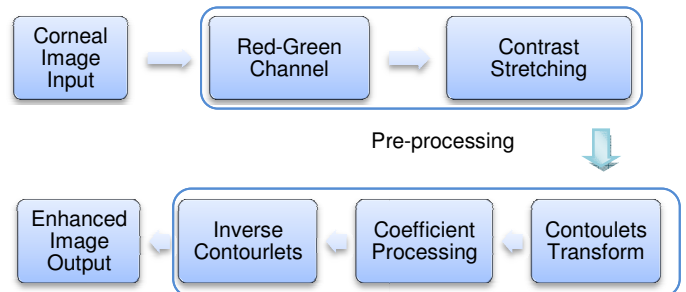 Corneal
Image
Input
Red-Green
Channel
Contrast
Stretching
Pre-processing
Enhanced
Image
Output
Inverse
Contourlets
Coefficient
Processing
Contoulets
Transform